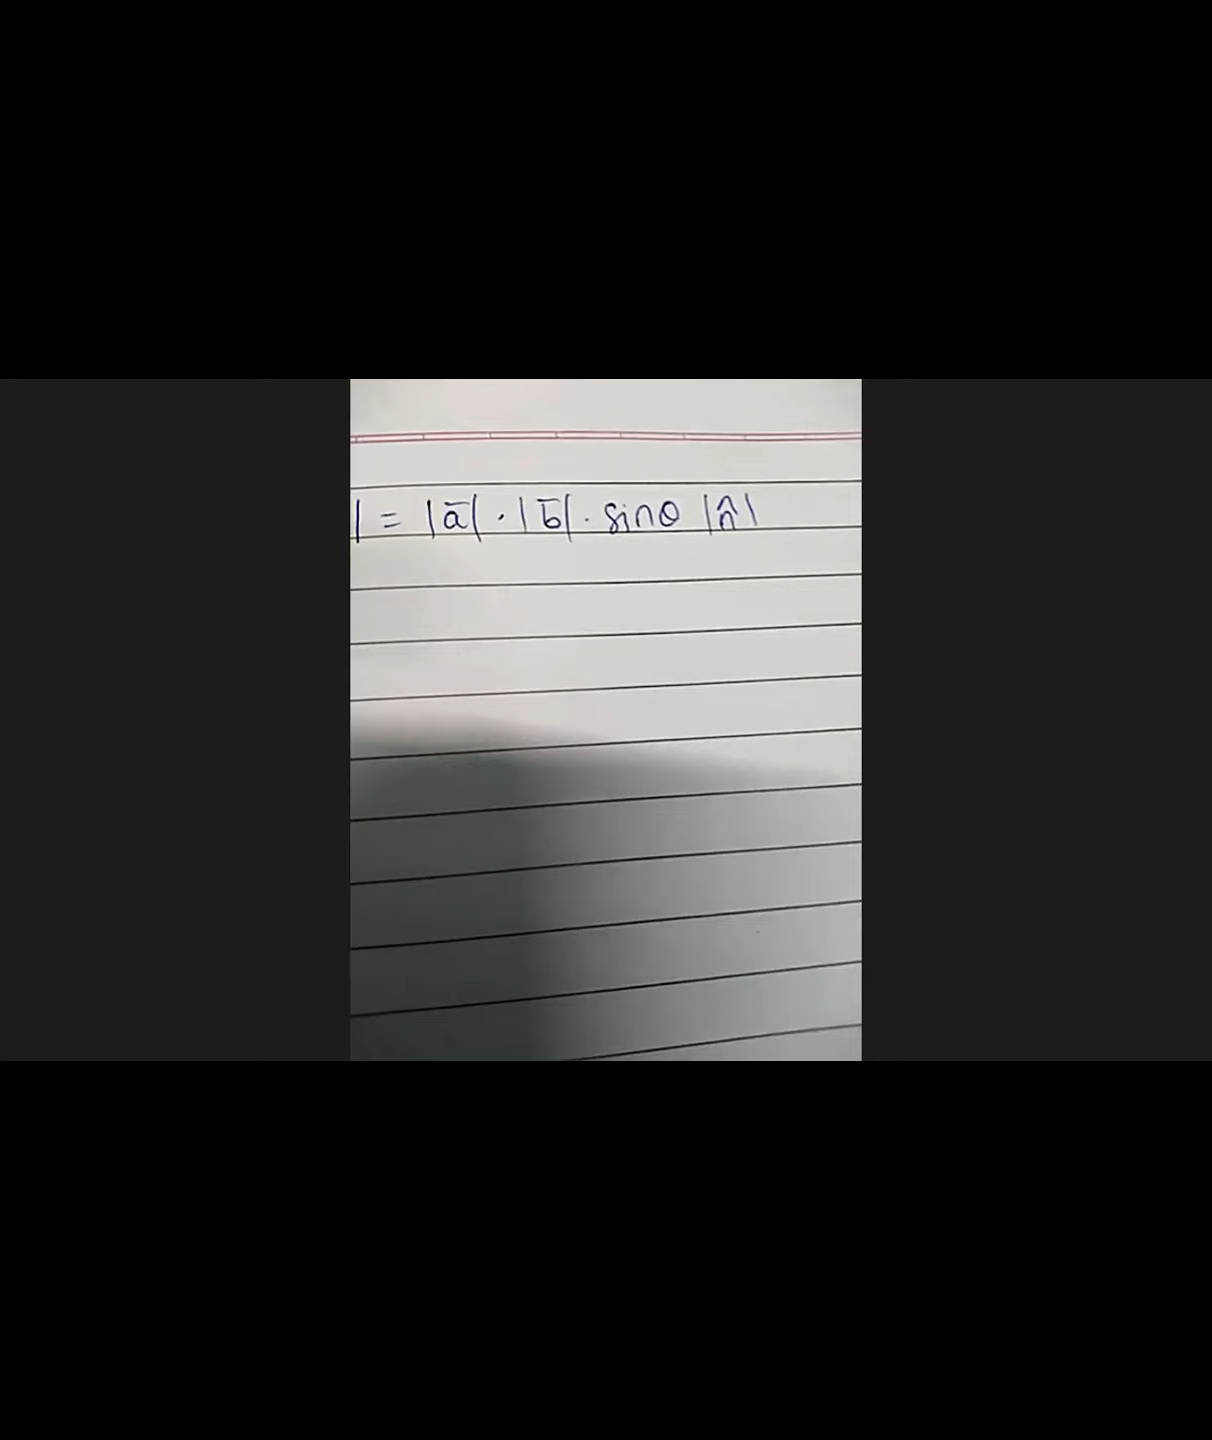 | = |a̅| · |b̅| · sinθ |n̂|